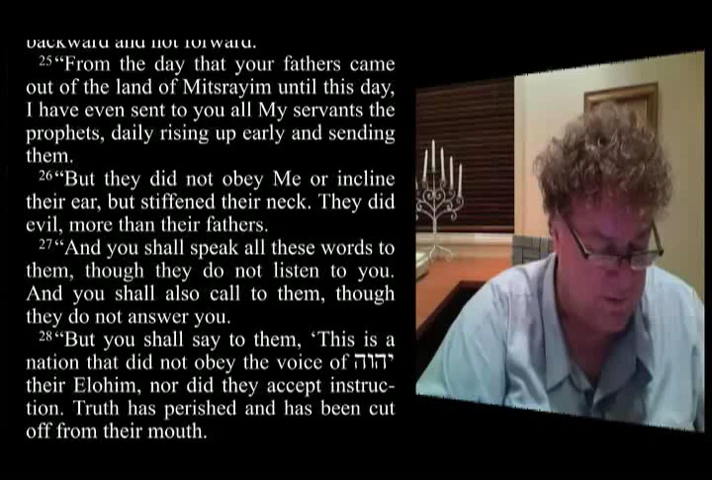 backward and not forward.
25 “From the day that your fathers came
out of the land of Mitsrayim until this day,
I have even sent to you all My servants the
prophets, daily rising up early and sending
them.
26 “But they did not obey Me or incline
their ear, but stiffened their neck. They did
evil, more than their fathers.
27 “And you shall speak all these words to
them, though they do not listen to you.
And you shall also call to them, though
they do not answer you.
28 “But you shall say to them, ‘This is a
nation that did not obey the voice of יהוה
their Elohim, nor did they accept instruc-
tion. Truth has perished and has been cut
off from their mouth.